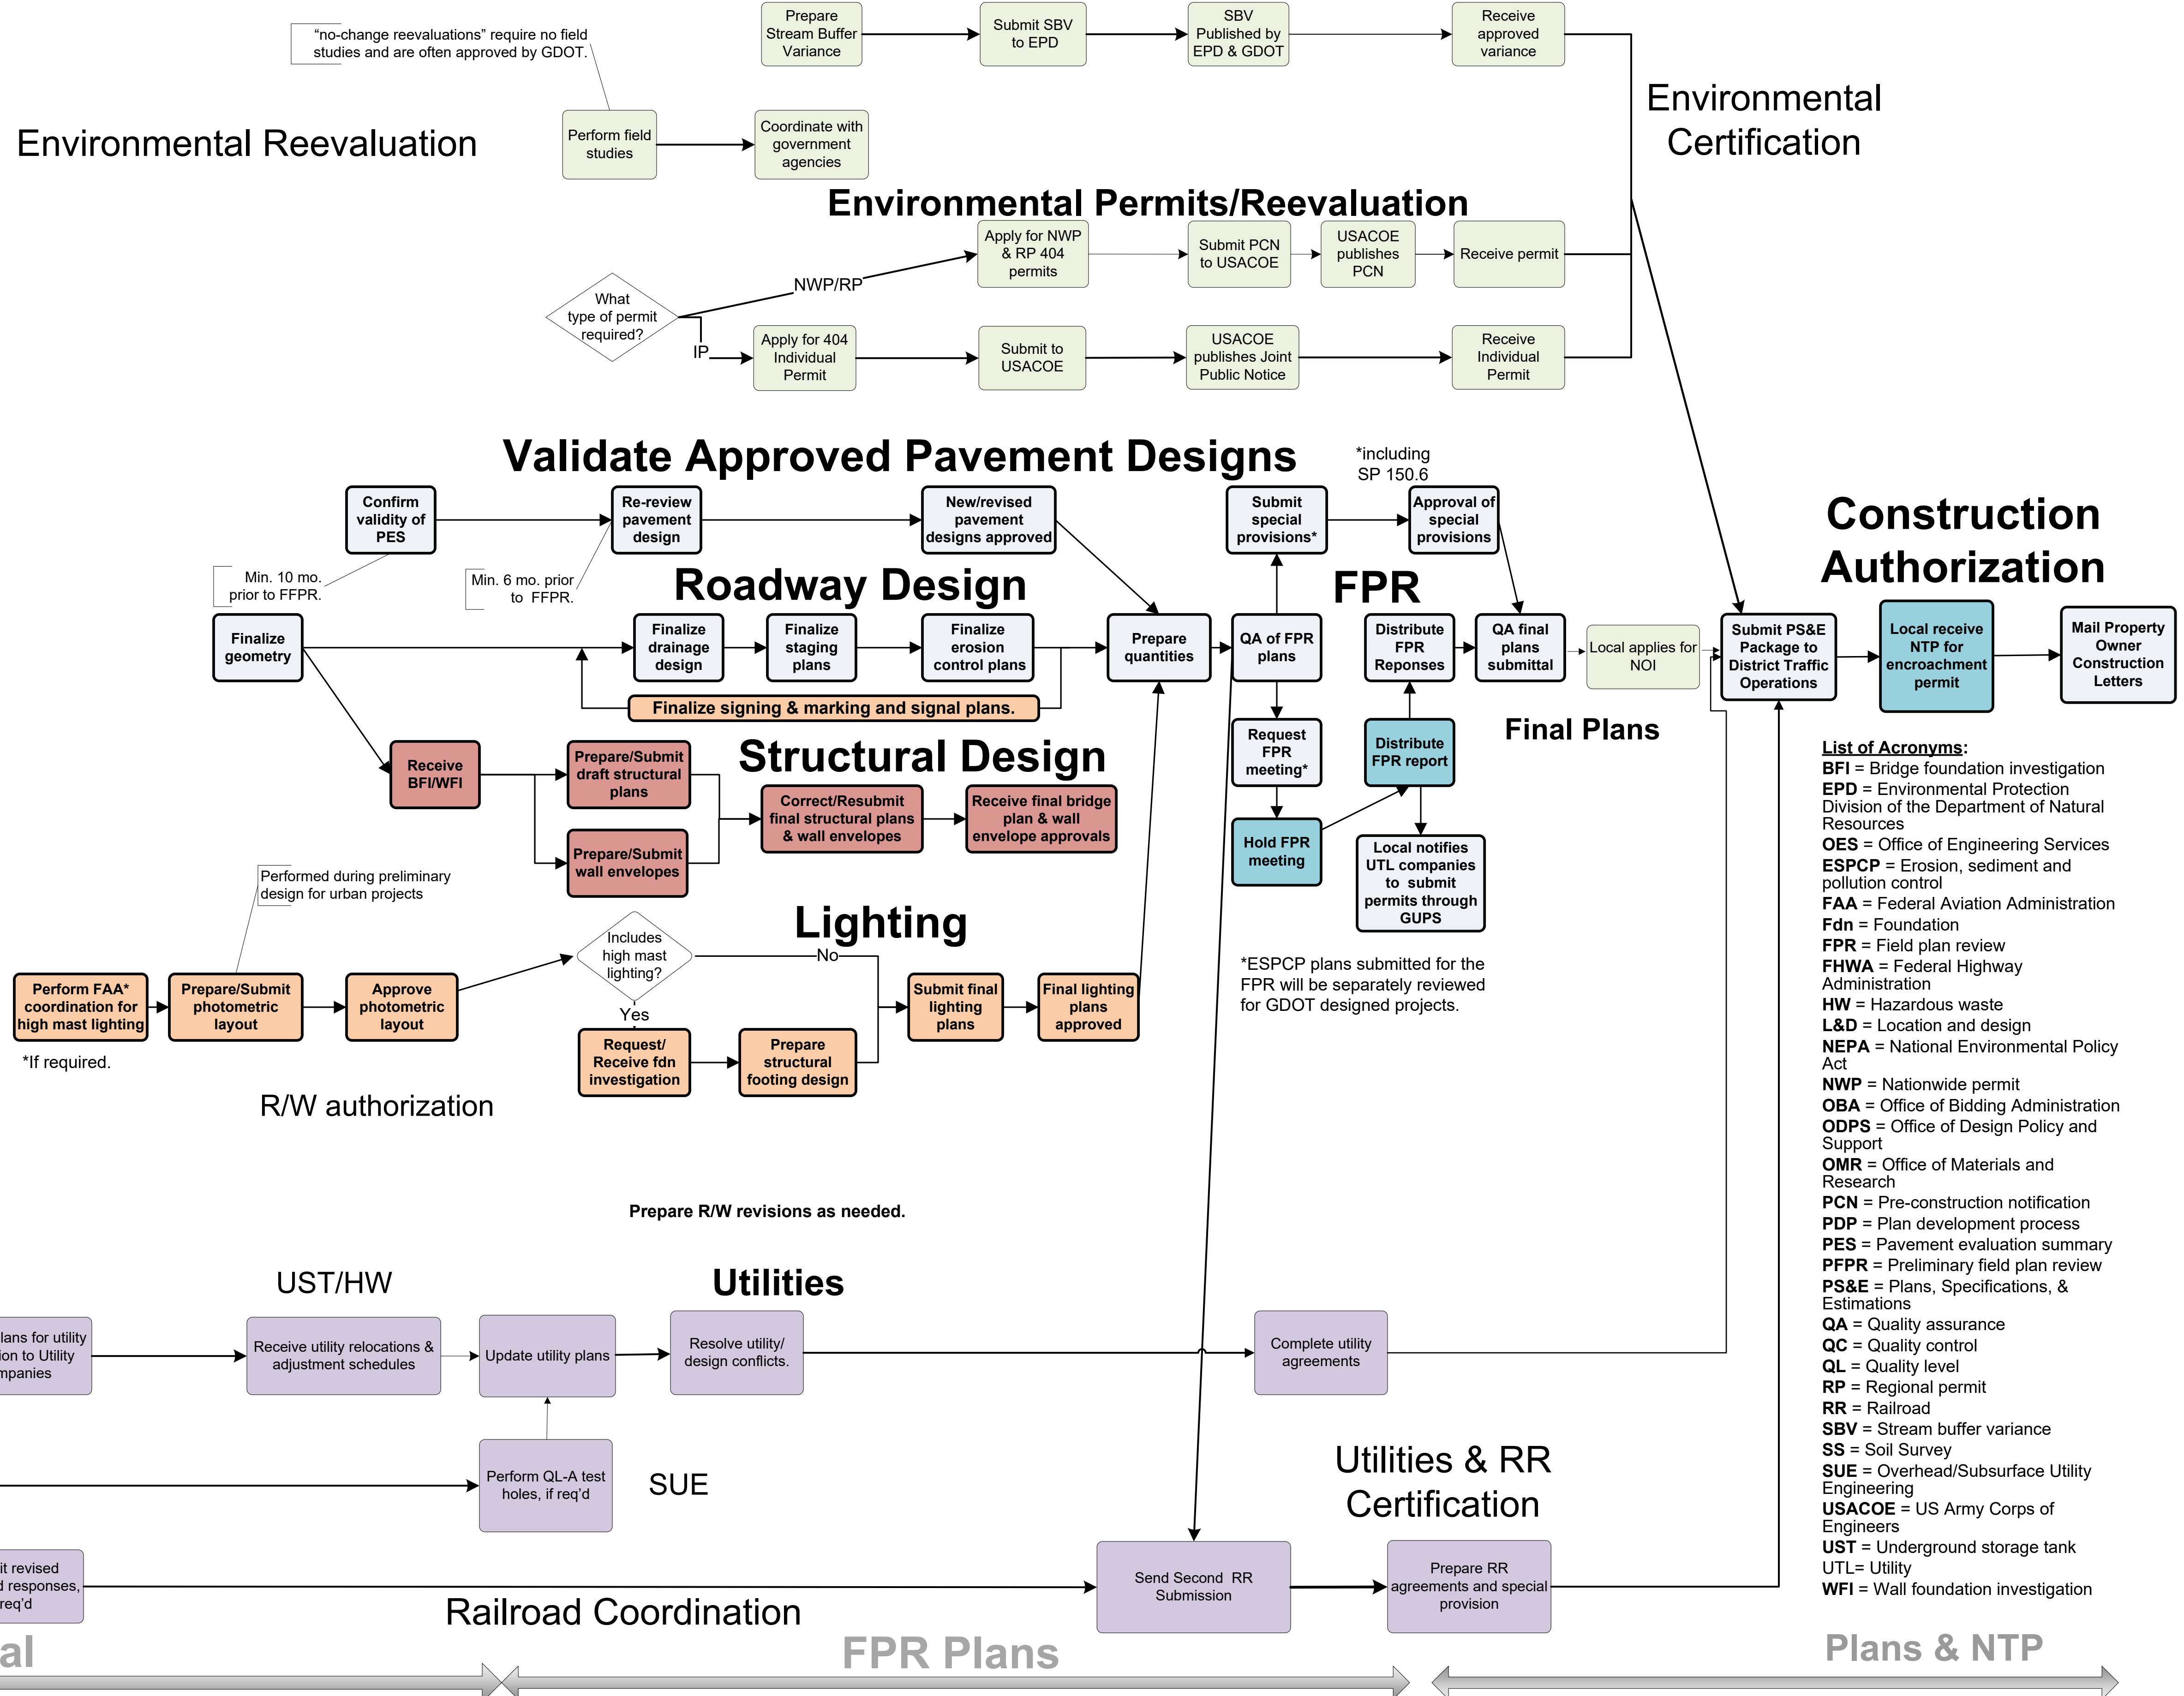 “no-change reevaluations” require no field
studies and are often approved by GDOT.
Prepare
Stream Buffer
Variance
Submit SBV
to EPD
SBV
Published by
EPD & GDOT
Receive
approved
variance
Environmental
Certification
Environmental Reevaluation
Perform field
studies
Coordinate with
government
agencies
Environmental Permits/Reevaluation
What
type of permit
required?
NWP/RP
Apply for NWP
& RP 404
permits
Submit PCN
to USACOE
USACOE
publishes
PCN
Receive permit
IP
Apply for 404
Individual
Permit
Submit to
USACOE
USACOE
publishes Joint
Public Notice
Receive
Individual
Permit
Validate Approved Pavement Designs
*including
SP 150.6
Confirm
validity of
PES
Re-review
pavement
design
New/revised
pavement
designs approved
Submit
special
provisions*
Approval of
special
provisions
Construction
Authorization
Min. 10 mo.
prior to FFPR.
Min. 6 mo. prior
to FFPR.
Roadway Design
FPR
Finalize
geometry
Finalize
drainage
design
Finalize
staging
plans
Finalize
erosion
control plans
Prepare
quantities
QA of FPR
plans
Distribute
FPR
Reponses
QA final
plans
submittal
Local applies for
NOI
Submit PS&E
Package to
District Traffic
Operations
Local receive
NTP for
encroachment
permit
Mail Property
Owner
Construction
Letters
Finalize signing & marking and signal plans.
Final Plans
Structural Design
Receive
BFI/WFI
Prepare/Submit
draft structural
plans
Prepare/Submit
wall envelopes
Correct/Resubmit
final structural plans
& wall envelopes
Receive final bridge
plan & wall
envelope approvals
Request
FPR
meeting*
Distribute
FPR report
Hold FPR
meeting
Local notifies
UTL companies
to submit
permits through
GUPS
Performed during preliminary
design for urban projects
Lighting
Includes
high mast
lighting?
No
Yes
Perform FAA*
coordination for
high mast lighting
Prepare/Submit
photometric
layout
Approve
photometric
layout
Submit final
lighting
plans
Final lighting
plans
approved
*ESPCP plans submitted for the
FPR will be separately reviewed
for GDOT designed projects.
*If required.
Request/
Receive fdn
investigation
Prepare
structural
footing design
R/W authorization
Prepare R/W revisions as needed.
UST/HW
Utilities
lans for utility
ion to Utility
mpanies
Receive utility relocations &
adjustment schedules
Update utility plans
Resolve utility/
design conflicts.
Complete utility
agreements
Perform QL-A test
holes, if req’d
SUE
Utilities & RR
Certification
it revised
d responses,
req’d
Railroad Coordination
Send Second RR
Submission
Prepare RR
agreements and special
provision
List of Acronyms:
BFI = Bridge foundation investigation
EPD = Environmental Protection
Division of the Department of Natural
Resources
OES = Office of Engineering Services
ESPCP = Erosion, sediment and
pollution control
FAA = Federal Aviation Administration
Fdn = Foundation
FPR = Field plan review
FHWA = Federal Highway
Administration
HW = Hazardous waste
L&D = Location and design
NEPA = National Environmental Policy
Act
NWP = Nationwide permit
OBA = Office of Bidding Administration
ODPS = Office of Design Policy and
Support
OMR = Office of Materials and
Research
PCN = Pre-construction notification
PDP = Plan development process
PES = Pavement evaluation summary
PFPR = Preliminary field plan review
PS&E = Plans, Specifications, &
Estimations
QA = Quality assurance
QC = Quality control
QL = Quality level
RP = Regional permit
RR = Railroad
SBV = Stream buffer variance
SS = Soil Survey
SUE = Overhead/Subsurface Utility
Engineering
USACOE = US Army Corps of
Engineers
UST = Underground storage tank
UTL= Utility
WFI = Wall foundation investigation
al
FPR Plans
Plans & NTP